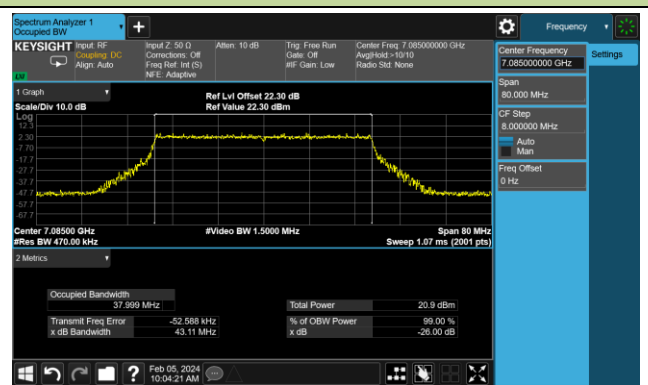 Spectrum Analyzer 1
Occupied BW
Frequency
KEYSIGHT
Input: RF
Coupling: DC
Align: Auto
Input Z: 50 Ω
Corrections: Off
Freq Ref: Int (S)
NFE: Adaptive
Atten: 10 dB
Trig: Free Run
Gate: Off
#IF Gain: Low
Center Freq: 7.085000000 GHz
Avg|Hold:>10/10
Radio Std: None
Center Frequency
7.085000000 GHz
Settings
Span
80.000 MHz
CF Step
8.000000 MHz
Auto
Man
Freq Offset
0 Hz
1 Graph
Scale/Div 10.0 dB
Ref Lvl Offset 22.30 dB
Ref Value 22.30 dBm
Log
12.3
2.30
-7.70
-17.7
-27.7
-37.7
-47.7
-57.7
-67.7
Center 7.08500 GHz
#Res BW 470.00 kHz
#Video BW 1.5000 MHz
Span 80 MHz
Sweep 1.07 ms (2001 pts)
2 Metrics
Occupied Bandwidth
37.999 MHz
Total Power 20.9 dBm
Transmit Freq Error -52.588 kHz
% of OBW Power 99.00 %
x dB Bandwidth 43.11 MHz
x dB -26.00 dB
Feb 05, 2024
10:04:21 AM